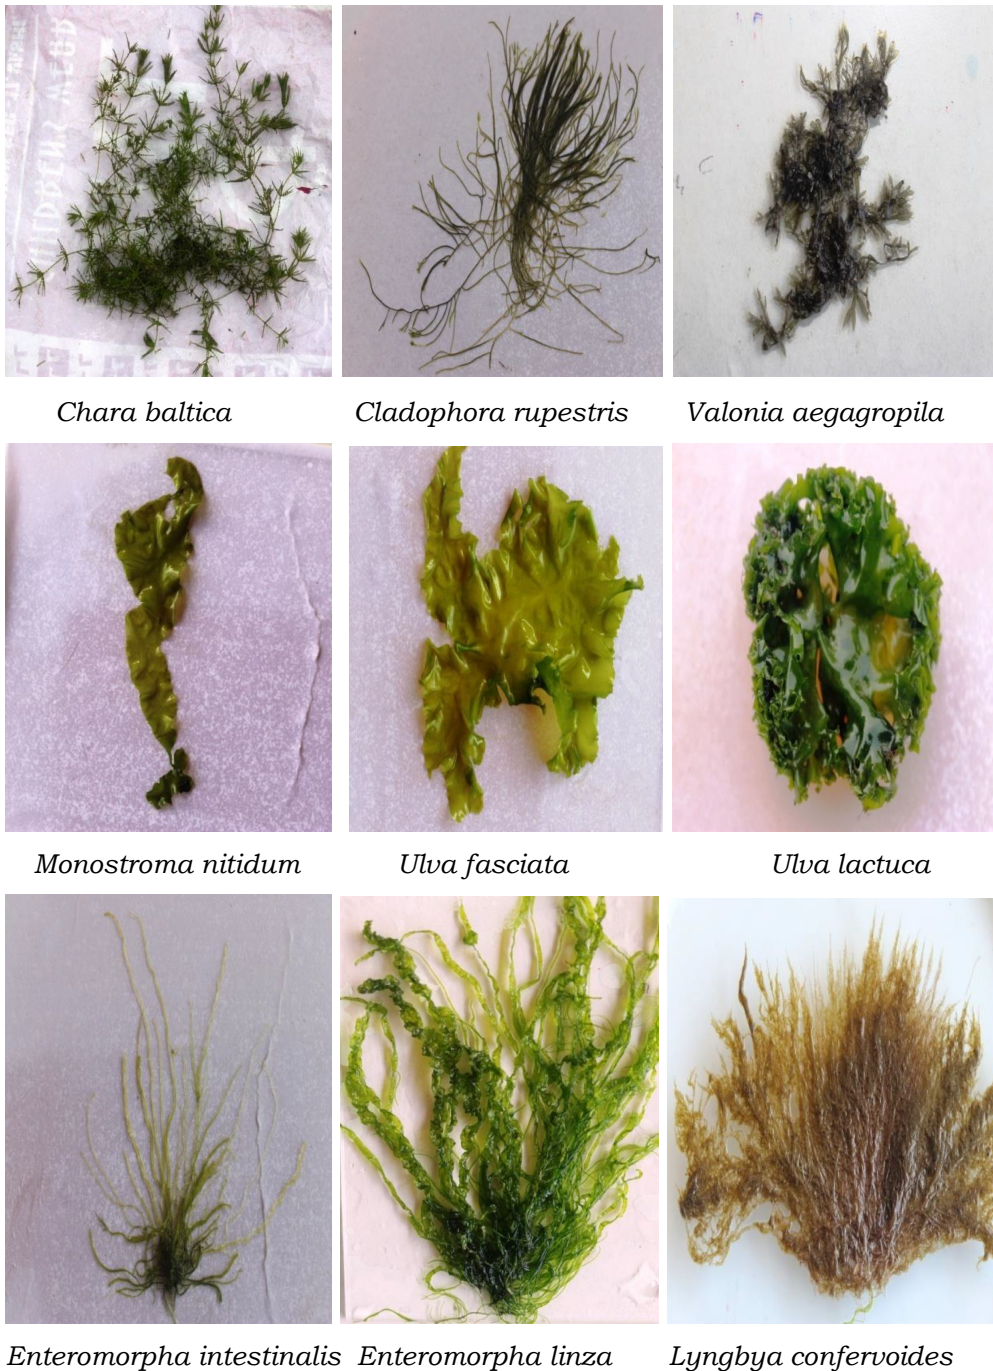 Chara baltica
Cladophora rupestris
Valonia aegagropila
Monostroma nitidum
Ulva fasciata
Ulva lactuca
Enteromorpha intestinalis
Enteromorpha linza
Lyngbya confervoides